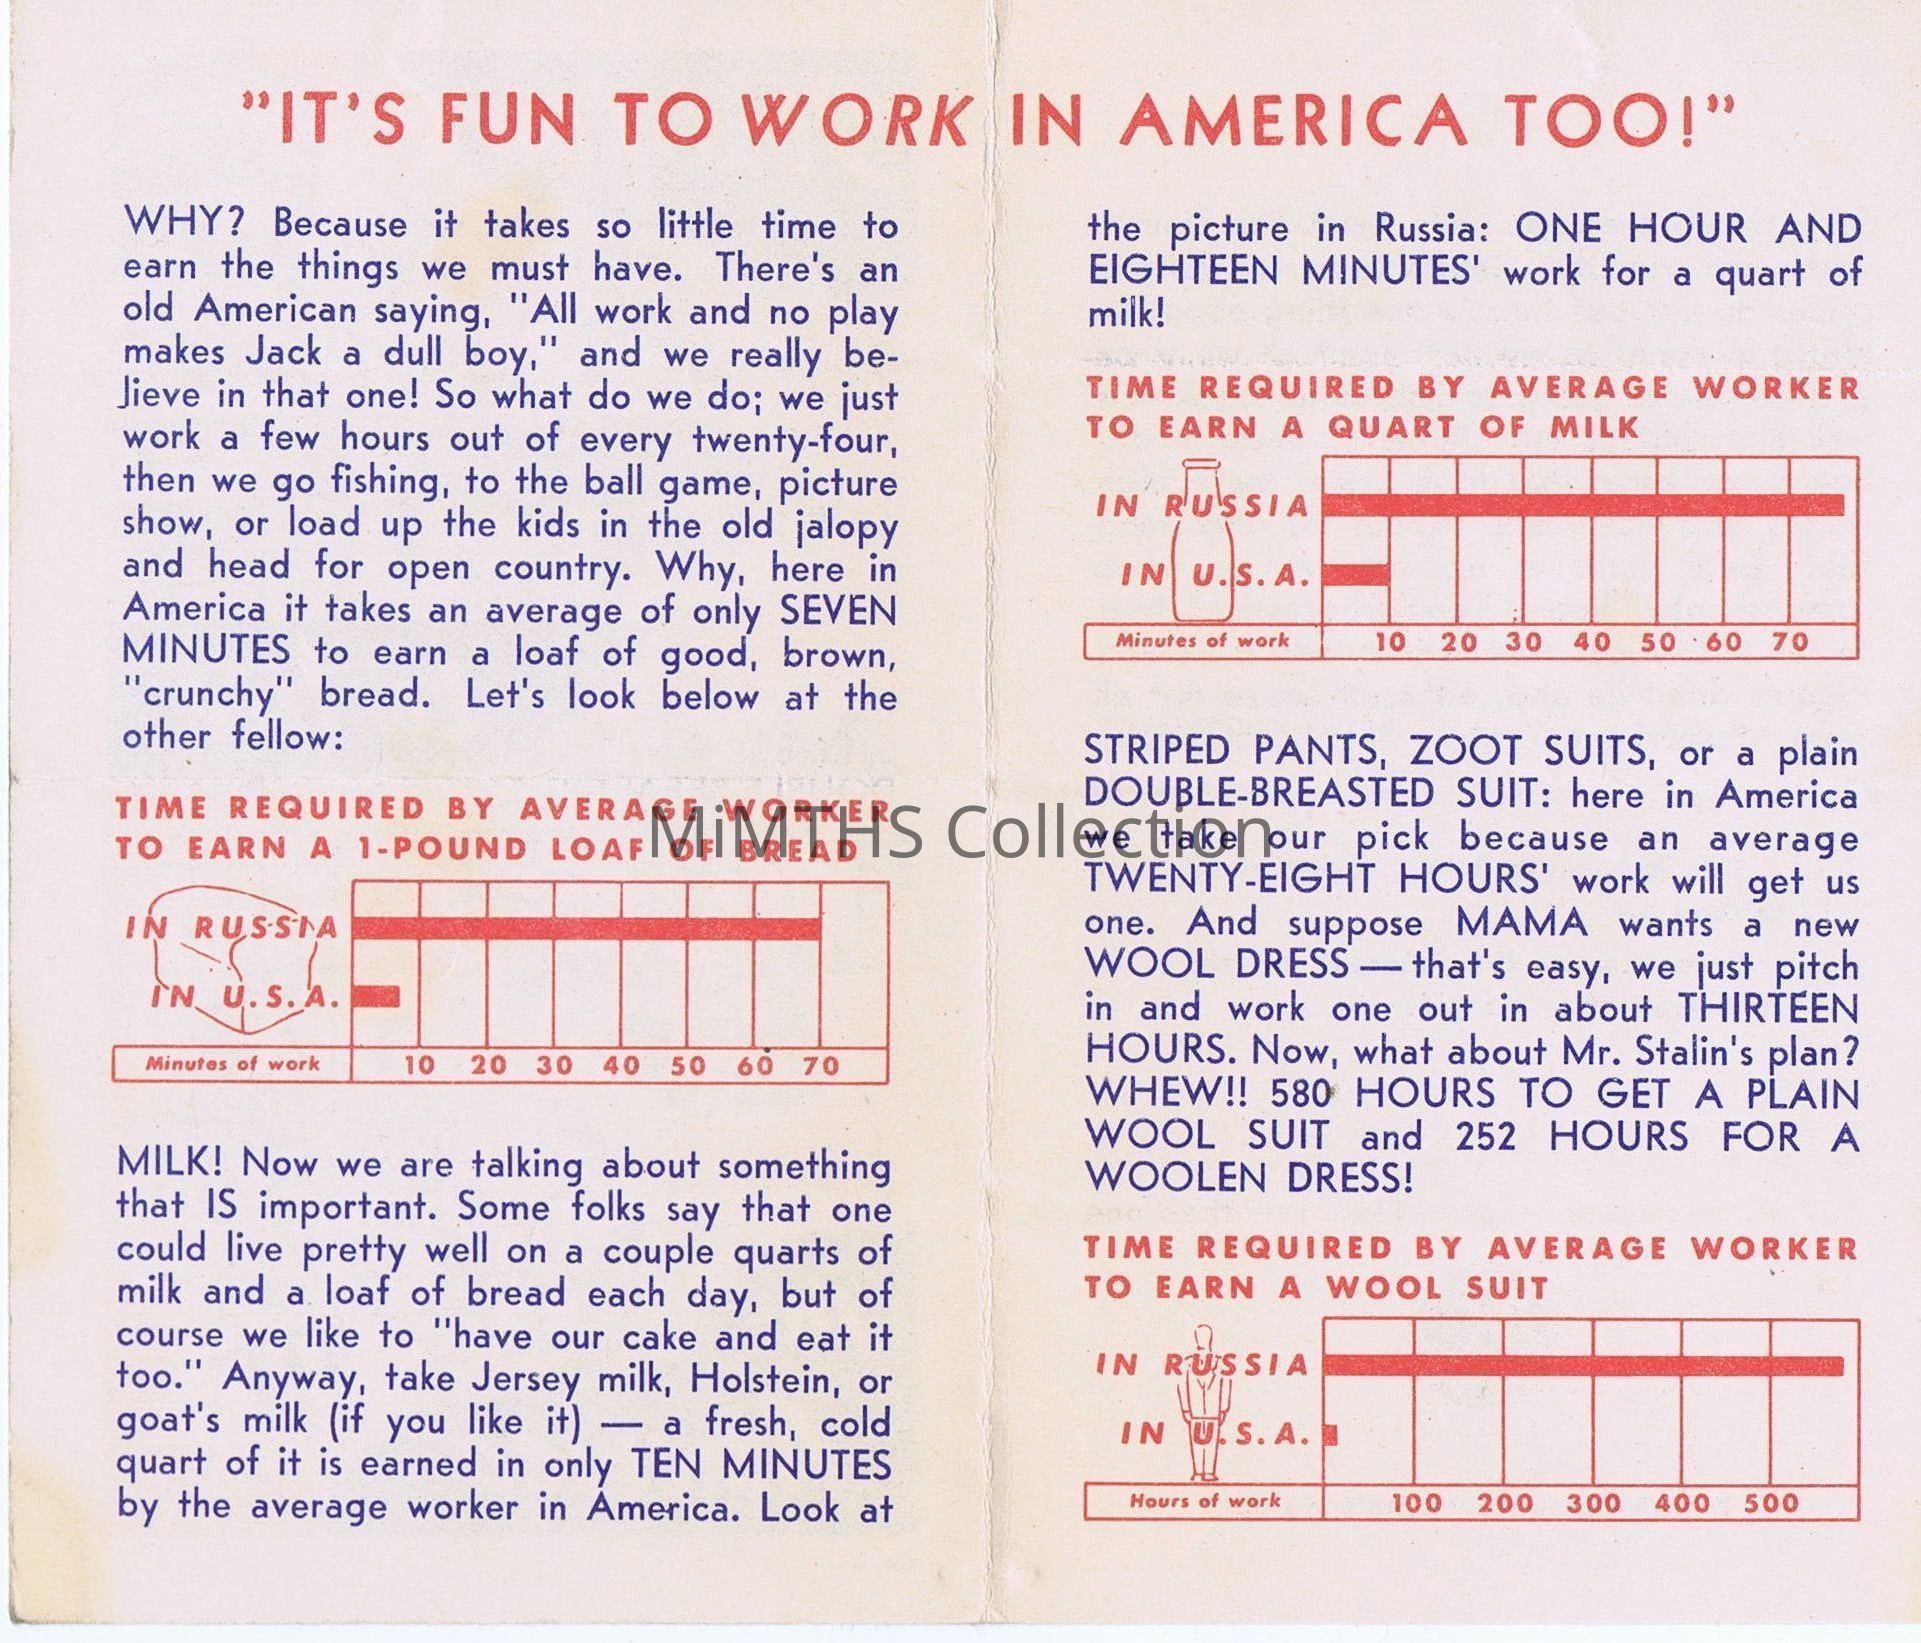 "IT'S FUN TO WORK IN AMERICA TOO!"
WHY? Because it takes so little time to
earn the things we must have. There's an
old American saying, "All work and no play
makes Jack a dull boy," and we really be-
lieve in that one! So what do we do; we just
work a few hours out of every twenty-four,
then we go fishing, to the ball game, picture
show, or load up the kids in the old jalopy
and head for open country. Why, here in
America it takes an average of only SEVEN
MINUTES to earn a loaf of good, brown,
"crunchy" bread. Let's look below at the
other fellow:
TIME REQUIRED BY AVERAGE WORKER
TO EARN A 1-POUND LOAF OF BREAD
IN RUSSIA
IN U.S.A.
Minutes of work 10 20 30 40 50 60 70
MILK! Now we are talking about something
that IS important. Some folks say that one
could live pretty well on a couple quarts of
milk and a loaf of bread each day, but of
course we like to "have our cake and eat it
too." Anyway, take Jersey milk, Holstein, or
goat's milk (if you like it) — a fresh, cold
quart of it is earned in only TEN MINUTES
by the average worker in America. Look at
the picture in Russia: ONE HOUR AND
EIGHTEEN MINUTES' work for a quart of
milk!
TIME REQUIRED BY AVERAGE WORKER
TO EARN A QUART OF MILK
IN RUSSIA
IN U.S.A.
Minutes of work 10 20 30 40 50 60 70
STRIPED PANTS, ZOOT SUITS, or a plain
DOUBLE-BREASTED SUIT: here in America
we take our pick because an average
TWENTY-EIGHT HOURS' work will get us
one. And suppose MAMA wants a new
WOOL DRESS — that's easy, we just pitch
in and work one out in about THIRTEEN
HOURS. Now, what about Mr. Stalin's plan?
WHEW!! 580 HOURS TO GET A PLAIN
WOOL SUIT and 252 HOURS FOR A
WOOLEN DRESS!
TIME REQUIRED BY AVERAGE WORKER
TO EARN A WOOL SUIT
IN RUSSIA
IN U.S.A.
Hours of work 100 200 300 400 500
MiMTHS Collection